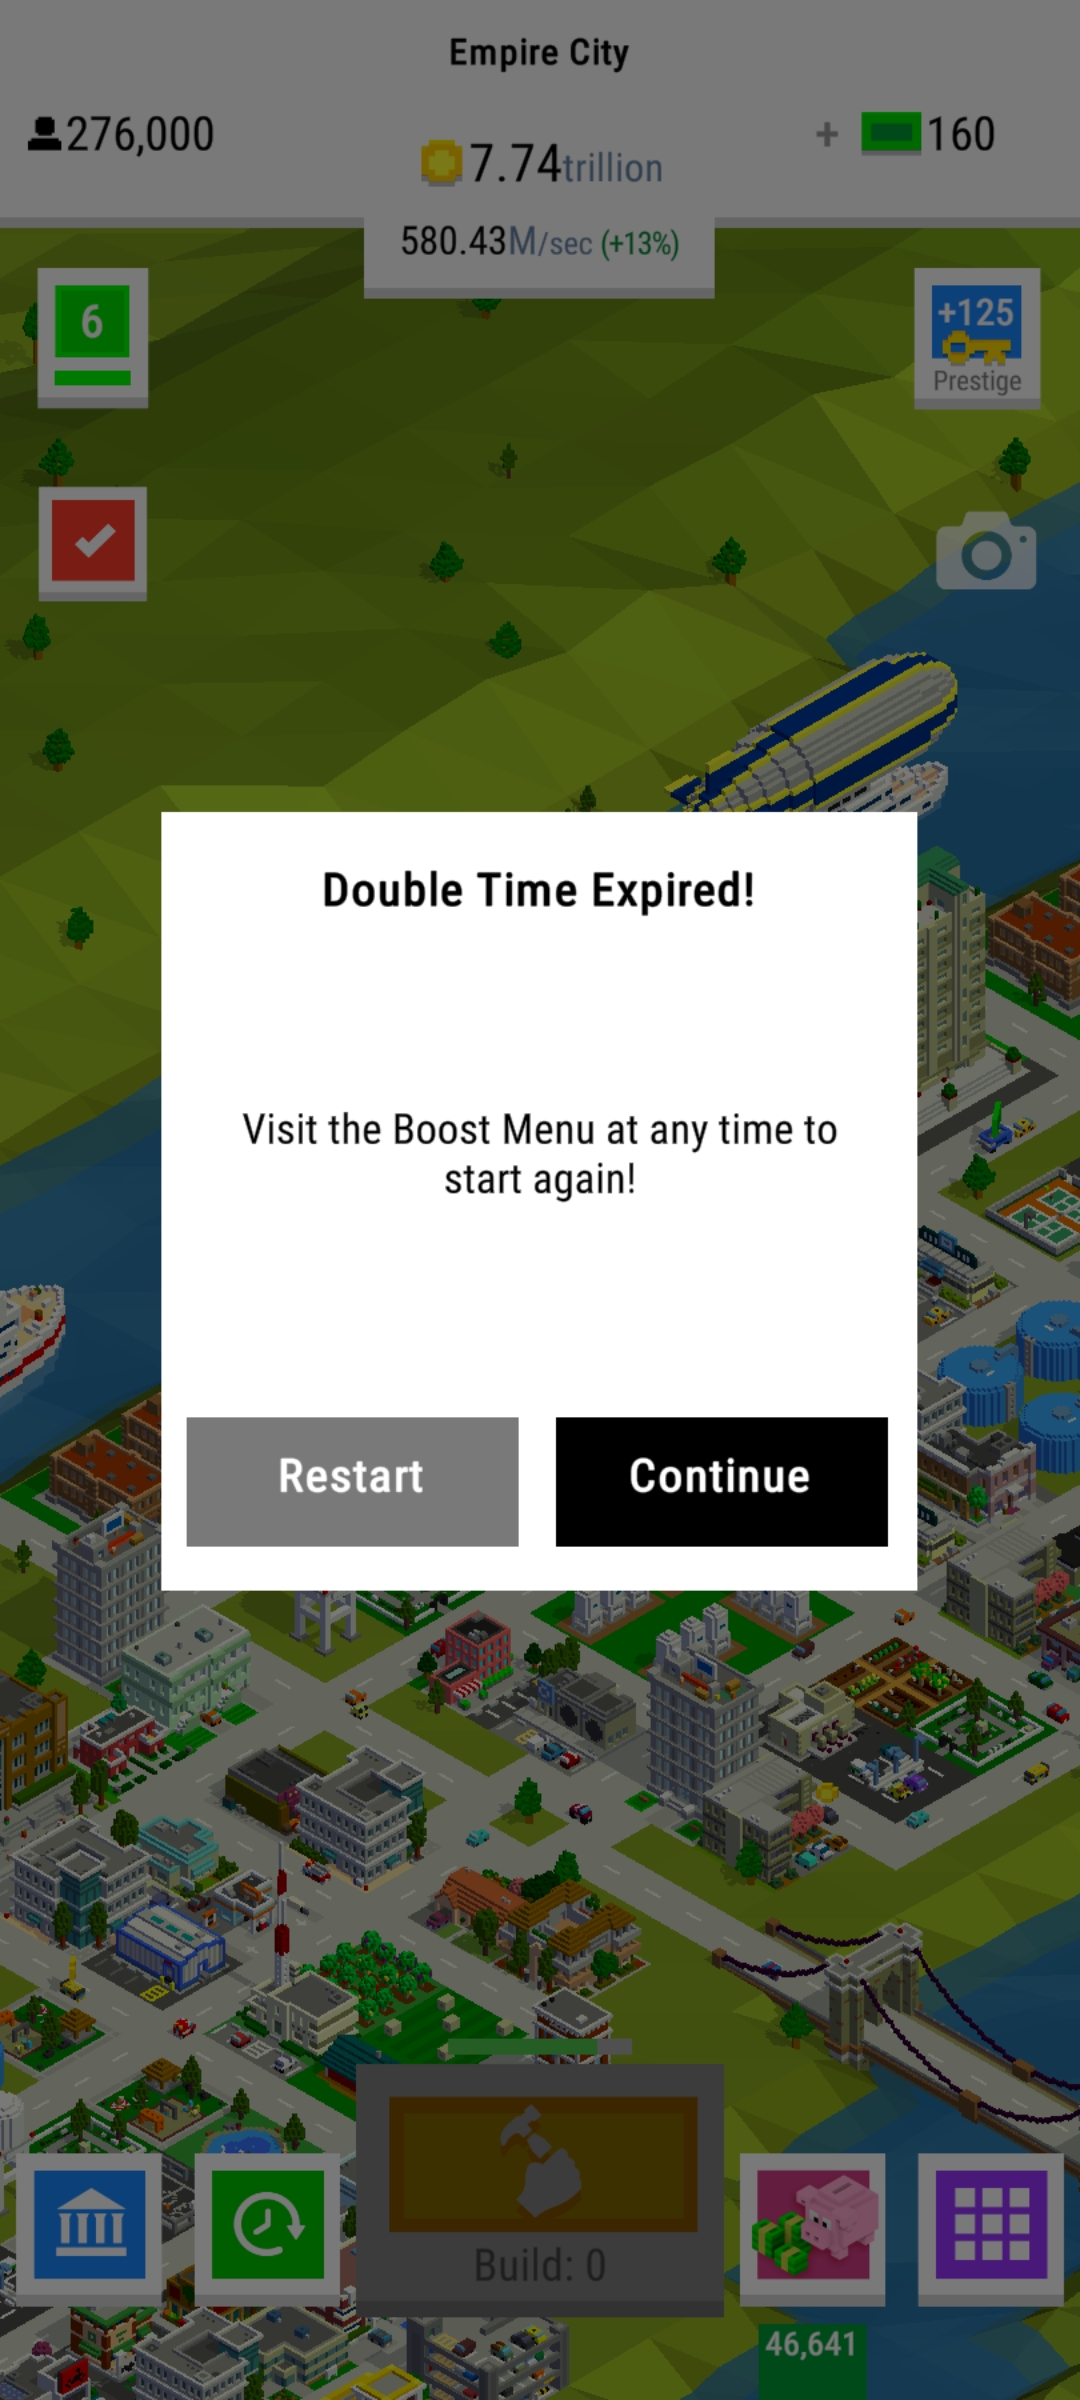 Empire City
276,000
7.74trillion
+ 160
580.43M/sec (+13%)
6
+125
Prestige
Double Time Expired!
Visit the Boost Menu at any time to
start again!
Restart
Continue
Build: 0
46,641